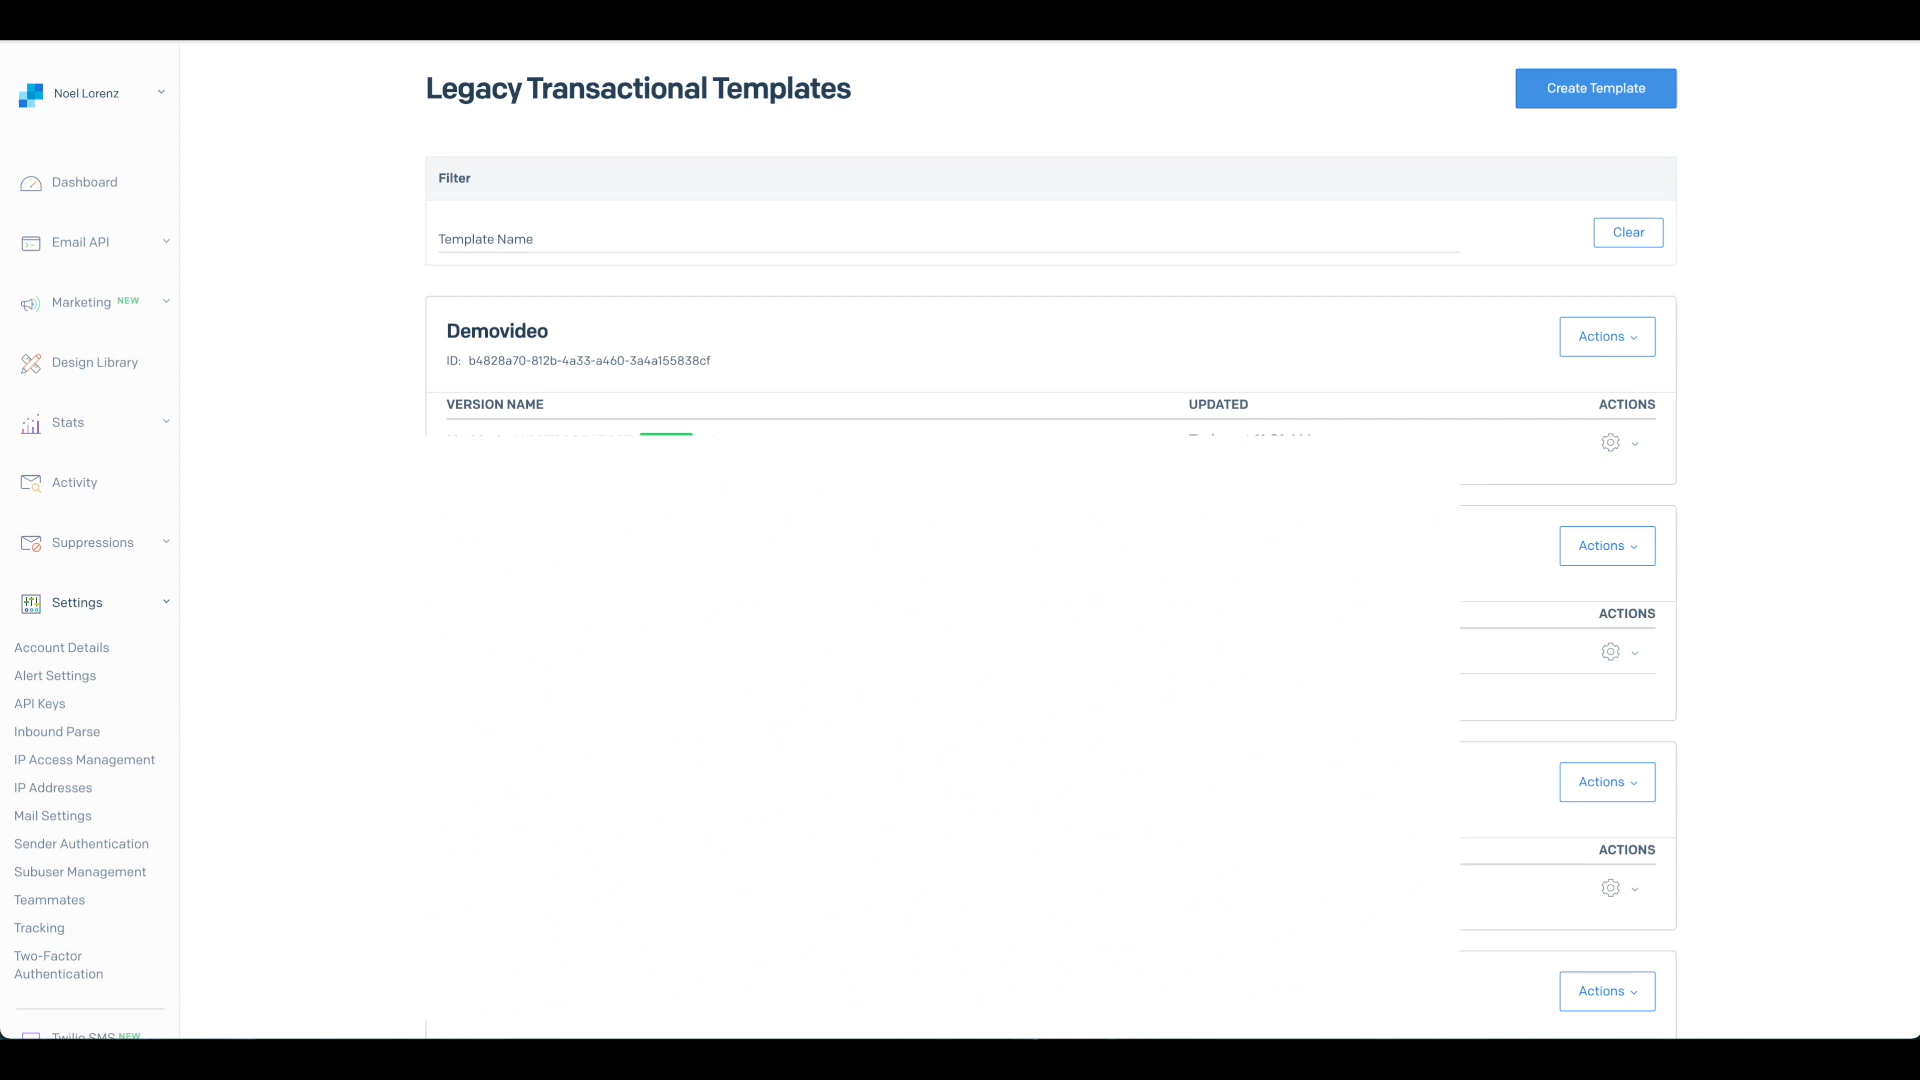 Noel Lorenz
Dashboard
Email API
Marketing NEW
Design Library
Stats
Activity
Suppressions
Settings
Account Details
Alert Settings
API Keys
Inbound Parse
IP Access Management
IP Addresses
Mail Settings
Sender Authentication
Subuser Management
Teammates
Tracking
Two-Factor
Authentication
Twilio SMS NEW
Legacy Transactional Templates
Create Template
Filter
Template Name
Clear
Demovideo
Actions
ID: b4828a70-812b-4a33-a460-3a4a155838cf
VERSION NAME UPDATED ACTIONS
Actions
ACTIONS
Actions
ACTIONS
Actions